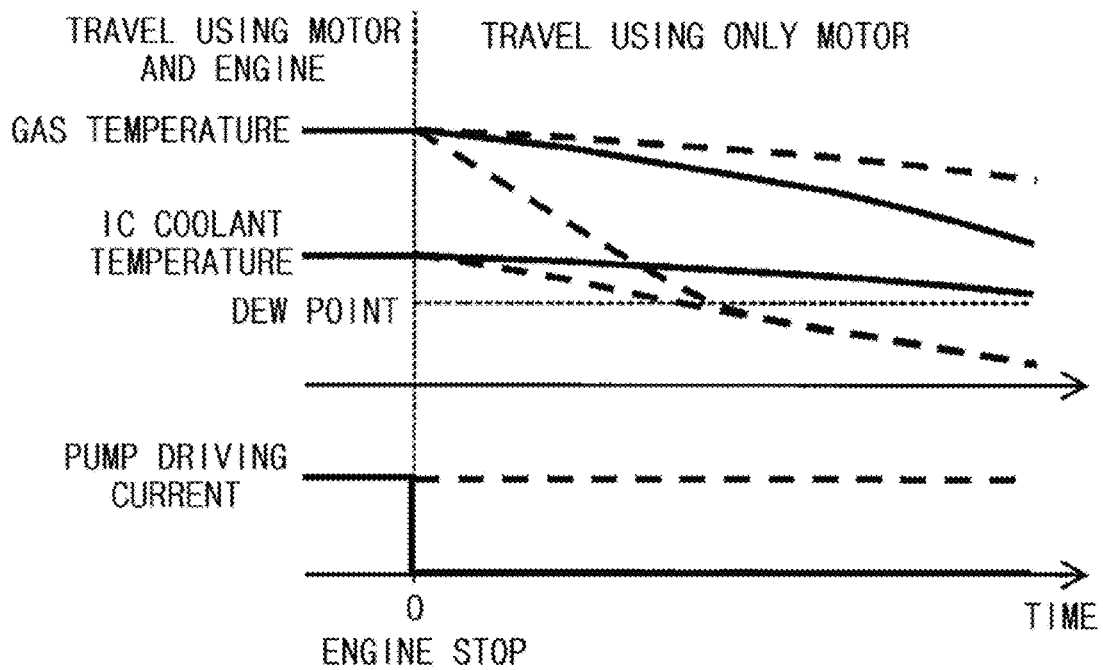 TRAVEL USING MOTOR
AND ENGINE
TRAVEL USING ONLY MOTOR
GAS TEMPERATURE
IC COOLANT
TEMPERATURE
DEW POINT
PUMP DRIVING
CURRENT
0
TIME
ENGINE STOP